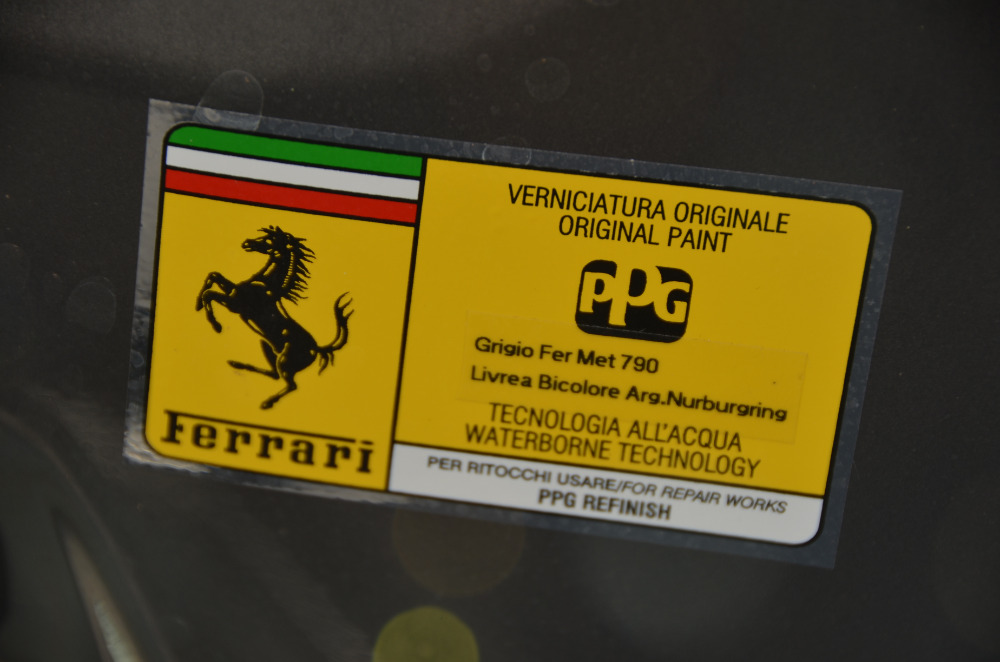 Ferrari
VERNICIATURA ORIGINALE
ORIGINAL PAINT
PPG
Grigio Fer Met 790
Livrea Bicolore Arg.Nurburgring
TECNOLOGIA ALL'ACQUA
WATERBORNE TECHNOLOGY
PER RITOCCHI USARE/FOR REPAIR WORKS
PPG REFINISH